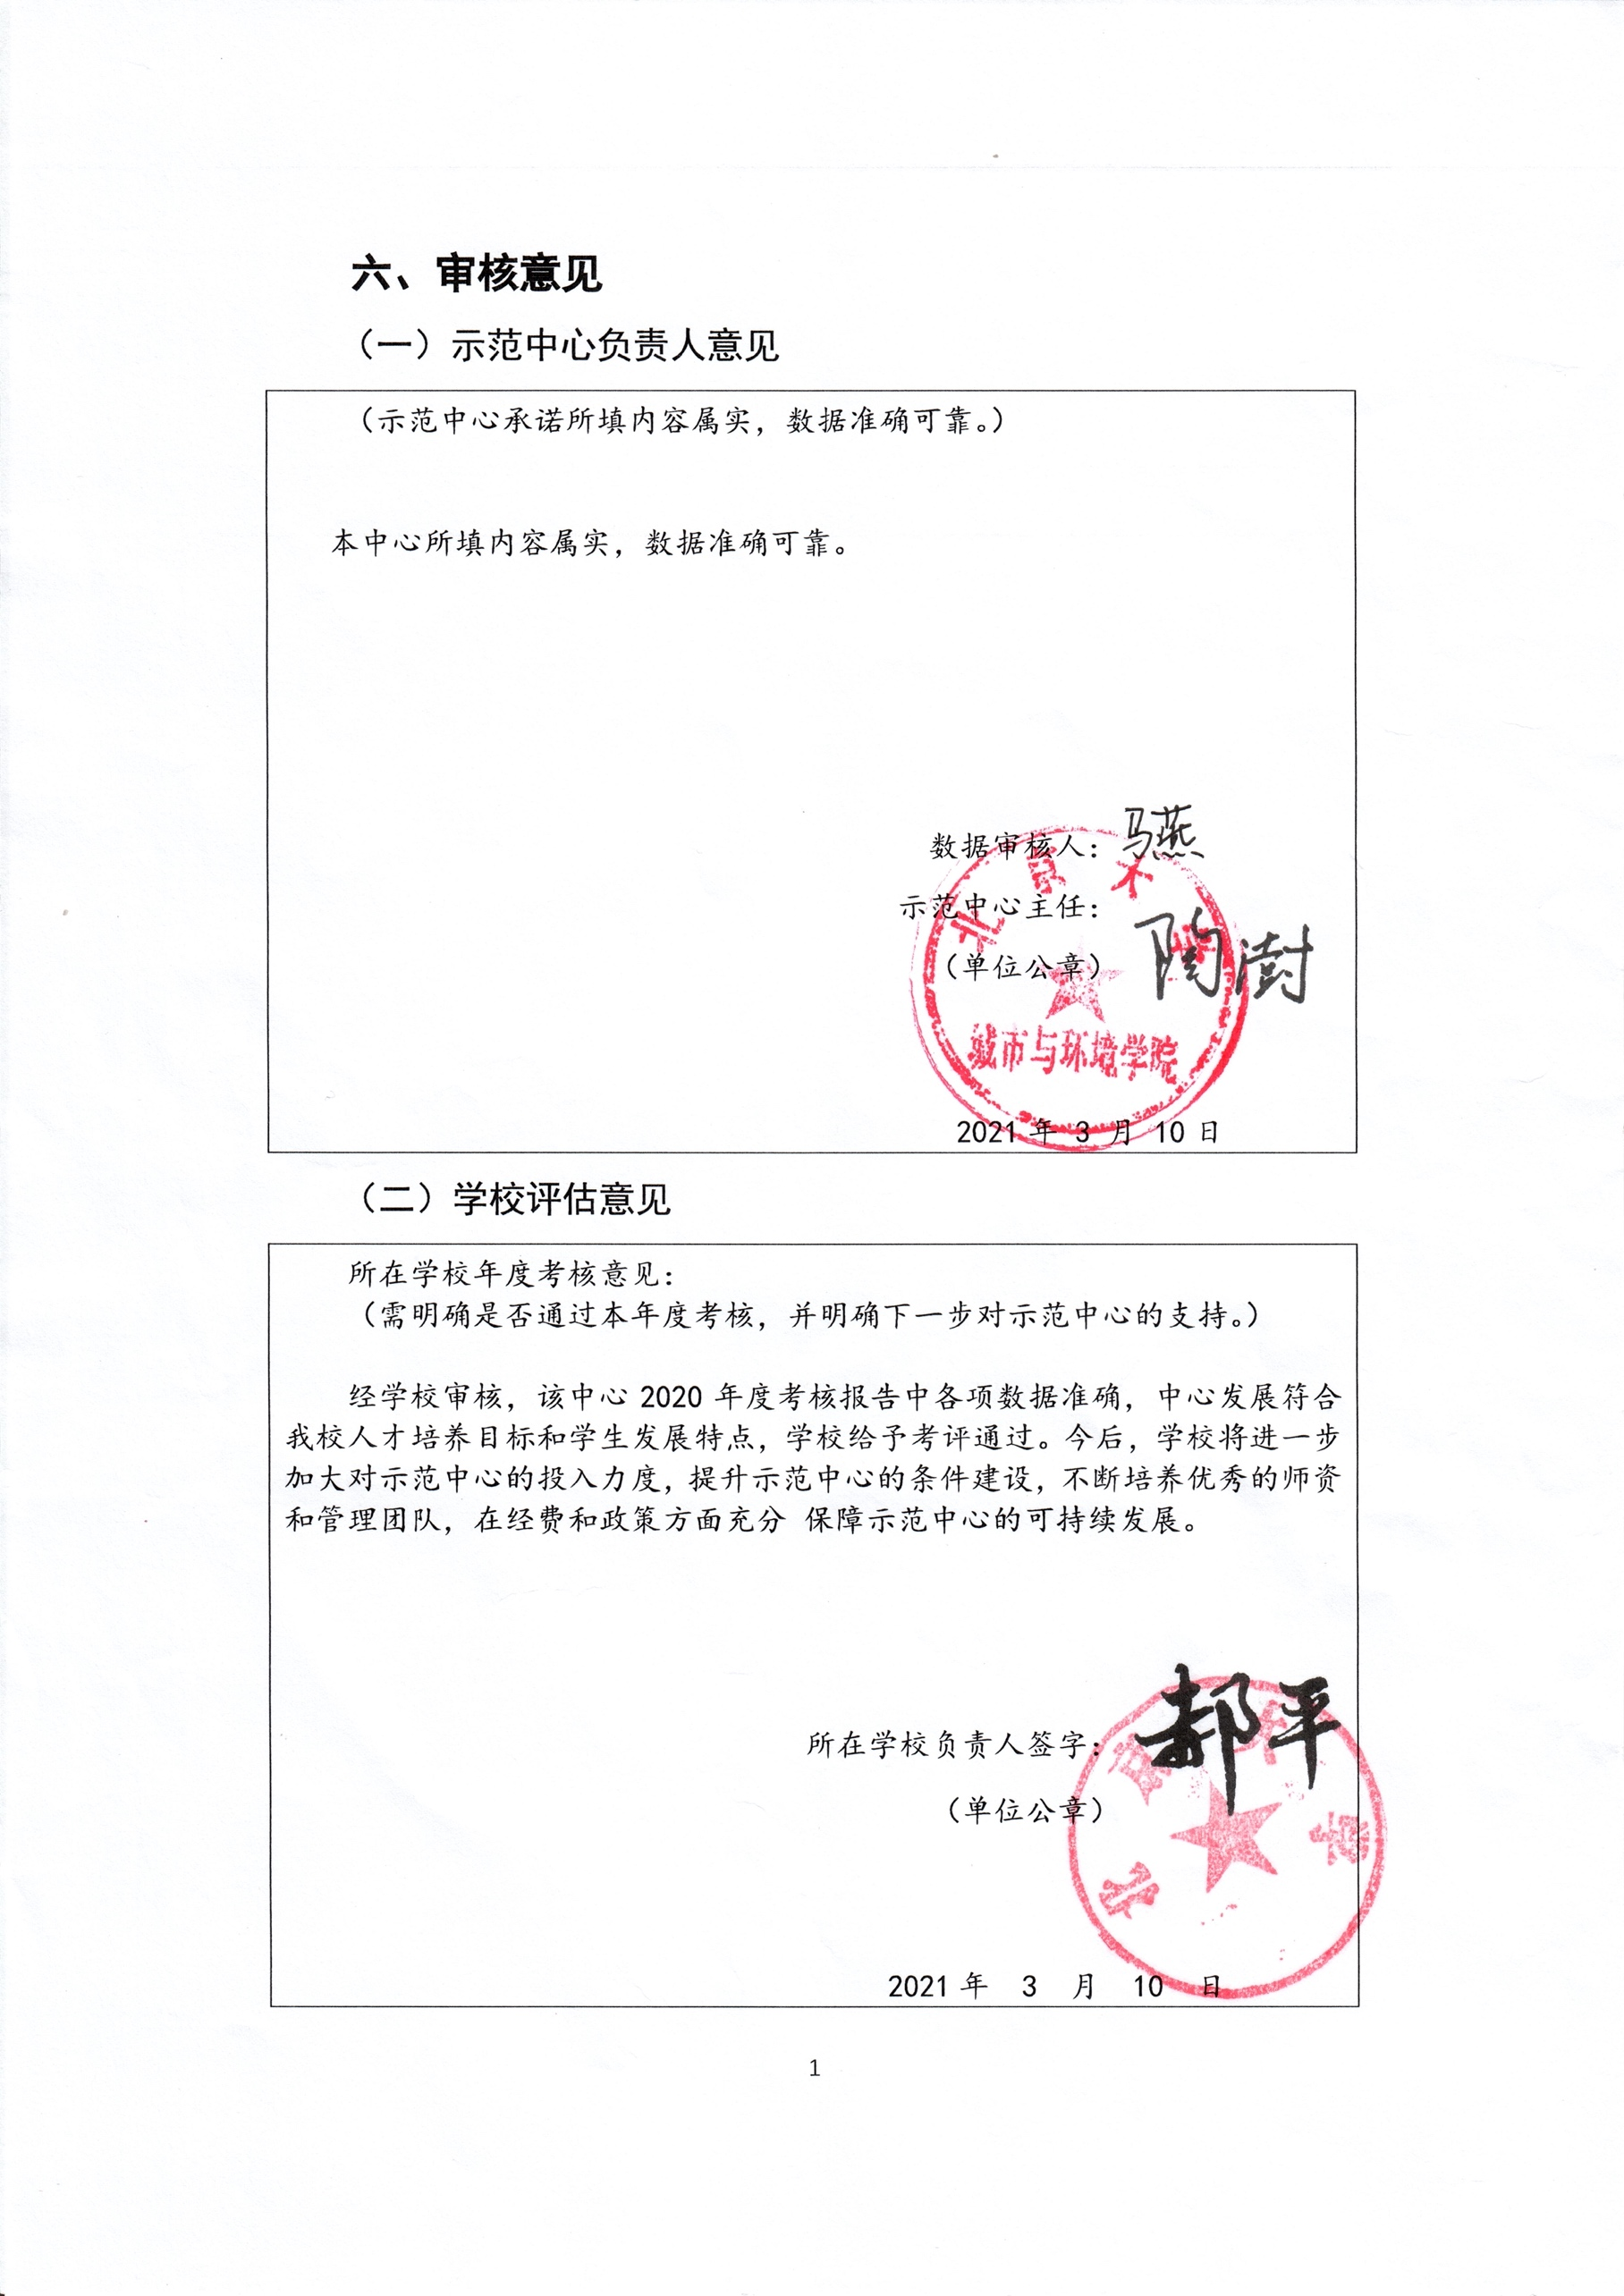 六、审核意见
（一）示范中心负责人意见
（示范中心承诺所填内容属实，数据准确可靠。）
本中心所填内容属实，数据准确可靠。
数据审核人：马燕
示范中心主任：
陶澍
（单位公章）
北京大学
城市与环境学院
2021 年 3 月 10 日
（二）学校评估意见
所在学校年度考核意见：
（需明确是否通过本年度考核，并明确下一步对示范中心的支持。）
经学校审核，该中心 2020 年度考核报告中各项数据准确，中心发展符合
我校人才培养目标和学生发展特点，学校给予考评通过。今后，学校将进一步
加大对示范中心的投入力度，提升示范中心的条件建设，不断培养优秀的师资
和管理团队，在经费和政策方面充分 保障示范中心的可持续发展。
所在学校负责人签字：郝平
（单位公章）
北京大学
2021 年 3 月 10 日
1